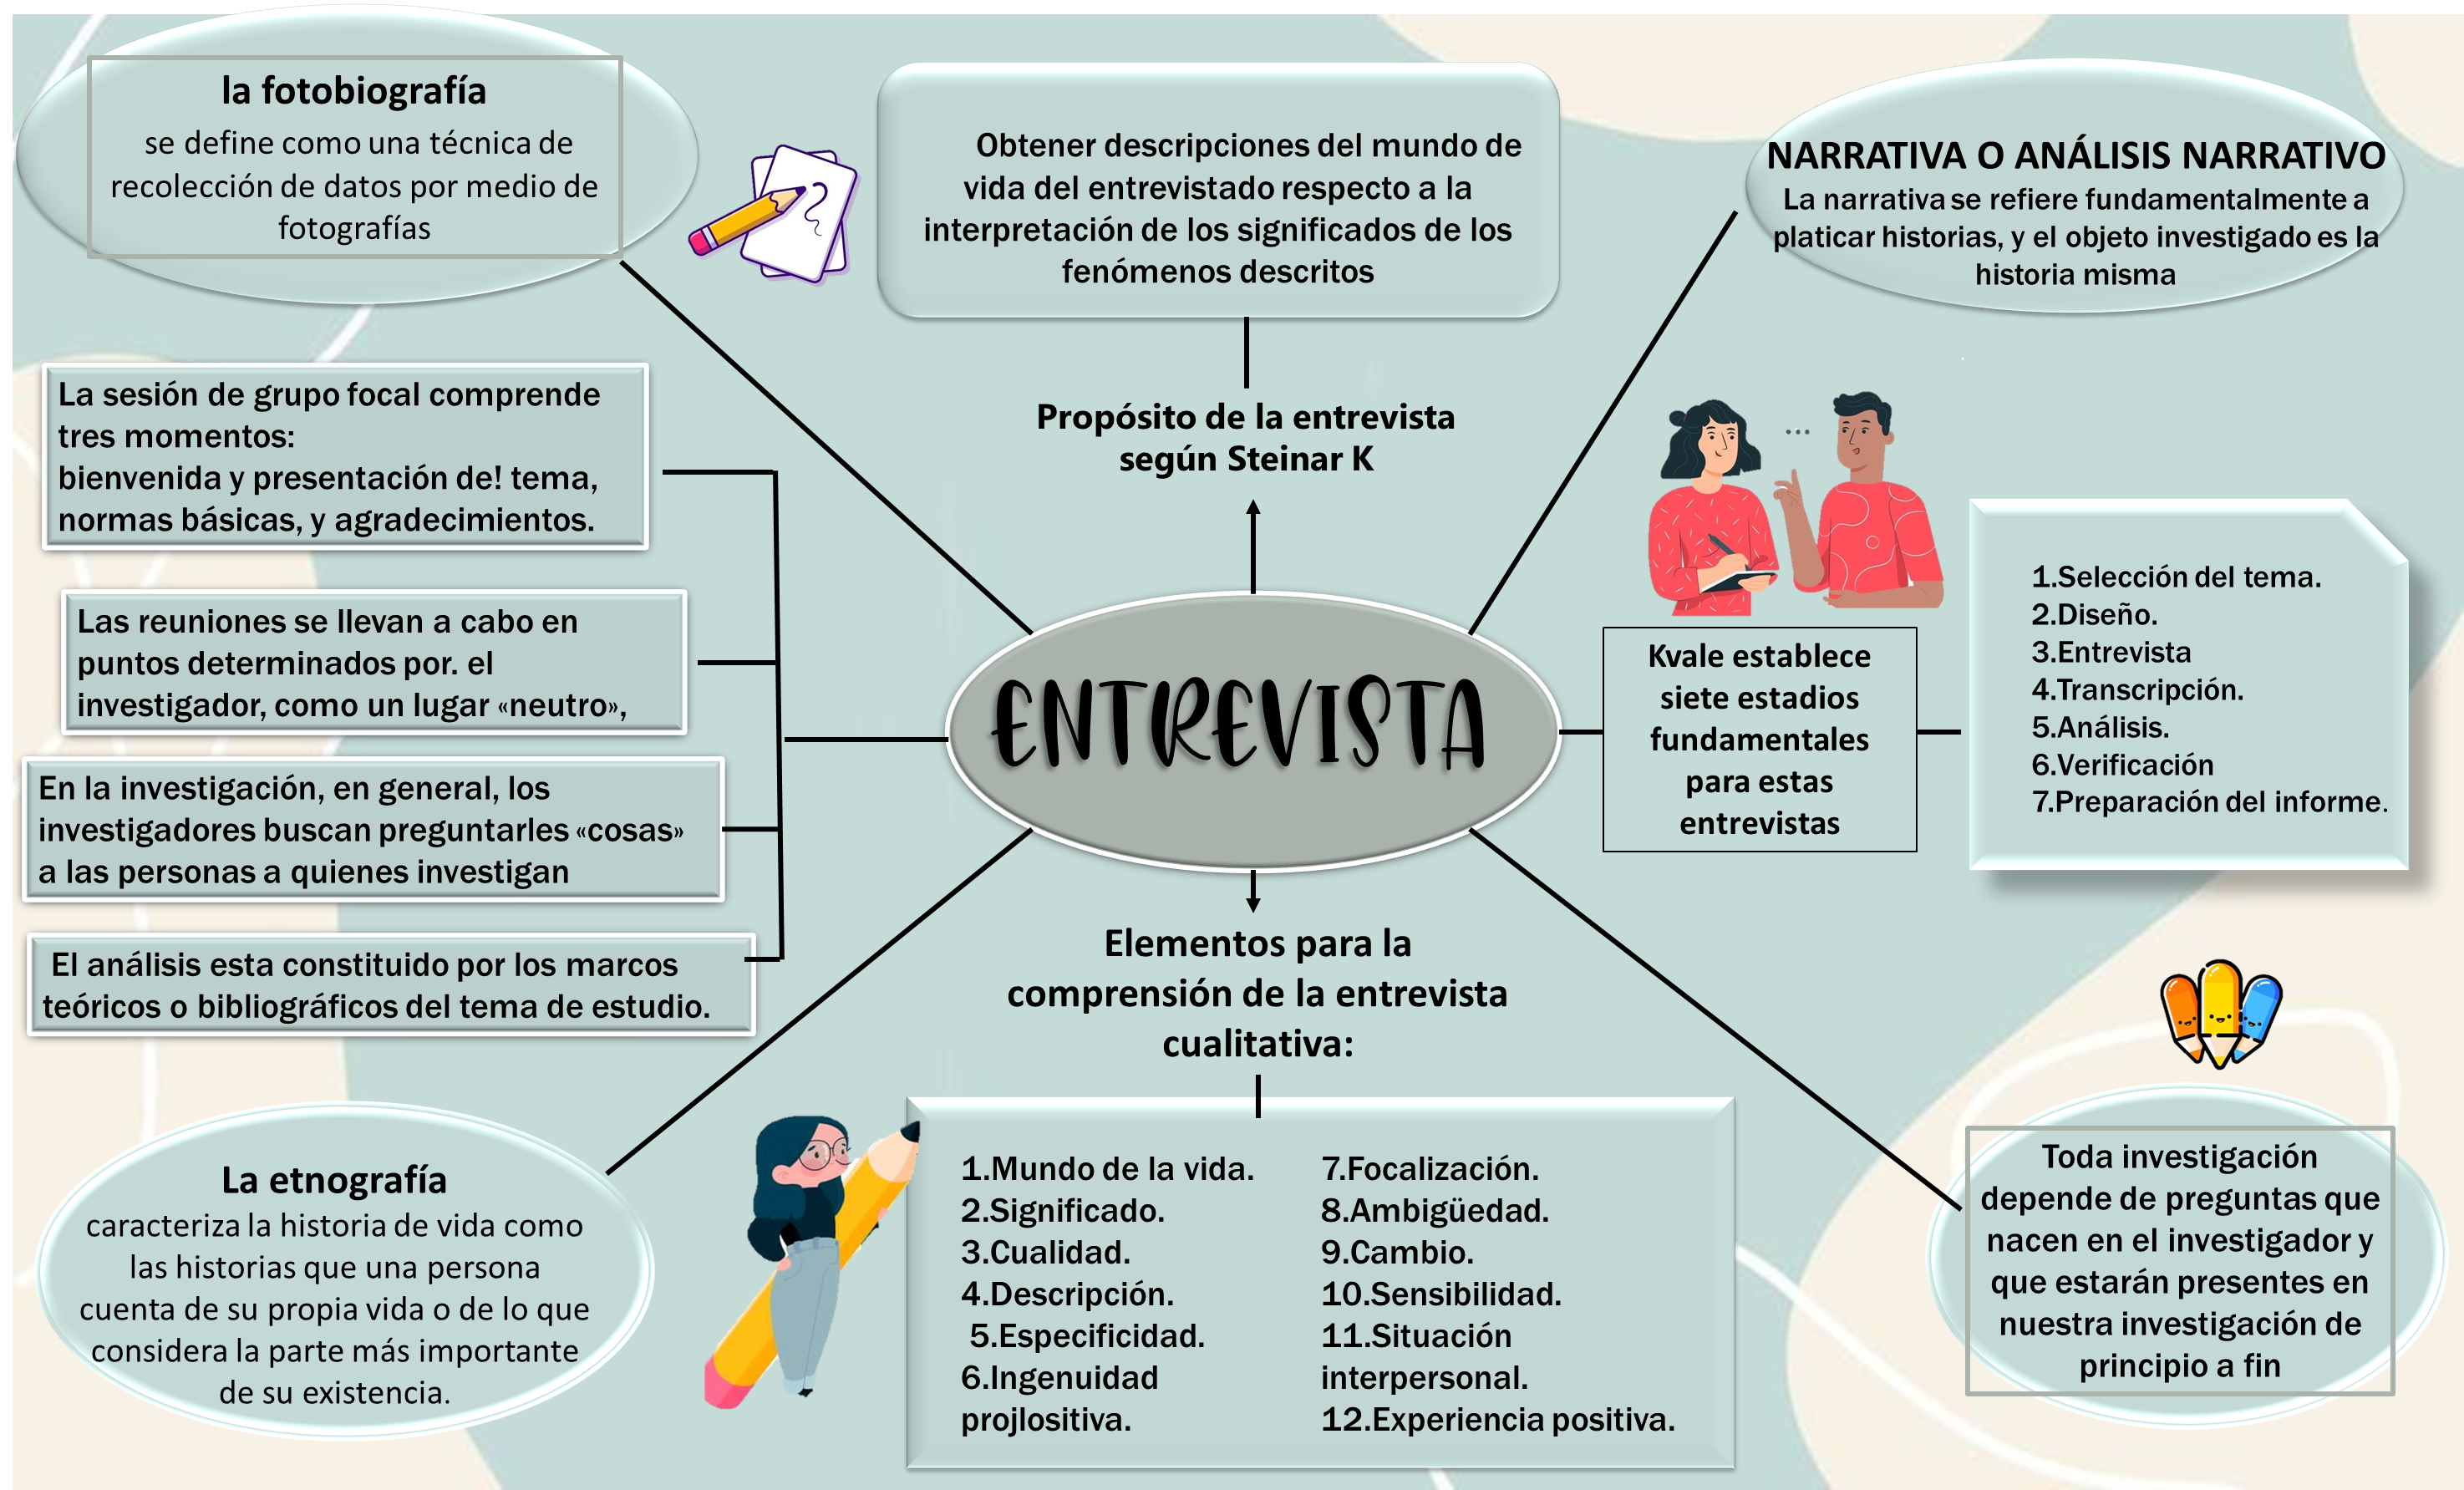 la fotobiografía
se define como una técnica de
recolección de datos por medio de
fotografías
Obtener descripciones del mundo de
vida del entrevistado respecto a la
interpretación de los significados de los
fenómenos descritos
NARRATIVA O ANÁLISIS NARRATIVO
La narrativa se refiere fundamentalmente a
platicar historias, y el objeto investigado es la
historia misma
Propósito de la entrevista
según Steinar K
La sesión de grupo focal comprende
tres momentos:
bienvenida y presentación de! tema,
normas básicas, y agradecimientos.
Las reuniones se llevan a cabo en
puntos determinados por. el
investigador, como un lugar «neutro»,
En la investigación, en general, los
investigadores buscan preguntarles «cosas»
a las personas a quienes investigan
El análisis esta constituido por los marcos
teóricos o bibliográficos del tema de estudio.
ENTREVISTA
Kvale establece
siete estadios
fundamentales
para estas
entrevistas
1.Selección del tema.
2.Diseño.
3.Entrevista
4.Transcripción.
5.Análisis.
6.Verificación
7.Preparación del informe.
Elementos para la
comprensión de la entrevista
cualitativa:
La etnografía
caracteriza la historia de vida como
las historias que una persona
cuenta de su propia vida o de lo que
considera la parte más importante
de su existencia.
1.Mundo de la vida.
2.Significado.
3.Cualidad.
4.Descripción.
5.Especificidad.
6.Ingenuidad
projlositiva.
7.Focalización.
8.Ambigüedad.
9.Cambio.
10.Sensibilidad.
11.Situación
interpersonal.
12.Experiencia positiva.
Toda investigación
depende de preguntas que
nacen en el investigador y
que estarán presentes en
nuestra investigación de
principio a fin